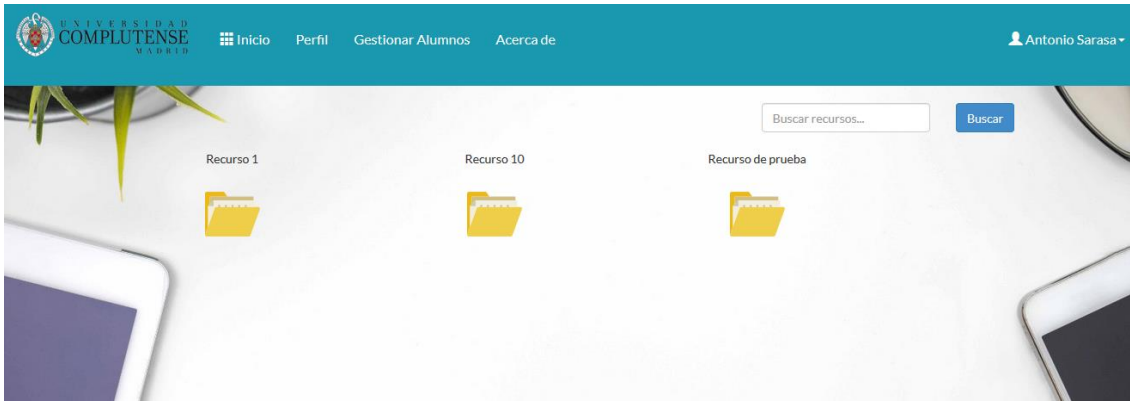 UNIVERSIDAD
COMPLUTENSE
MADRID
Inicio Perfil Gestionar Alumnos Acerca de Antonio Sarasa
Buscar recursos... Buscar
Recurso 1 Recurso 10 Recurso de prueba